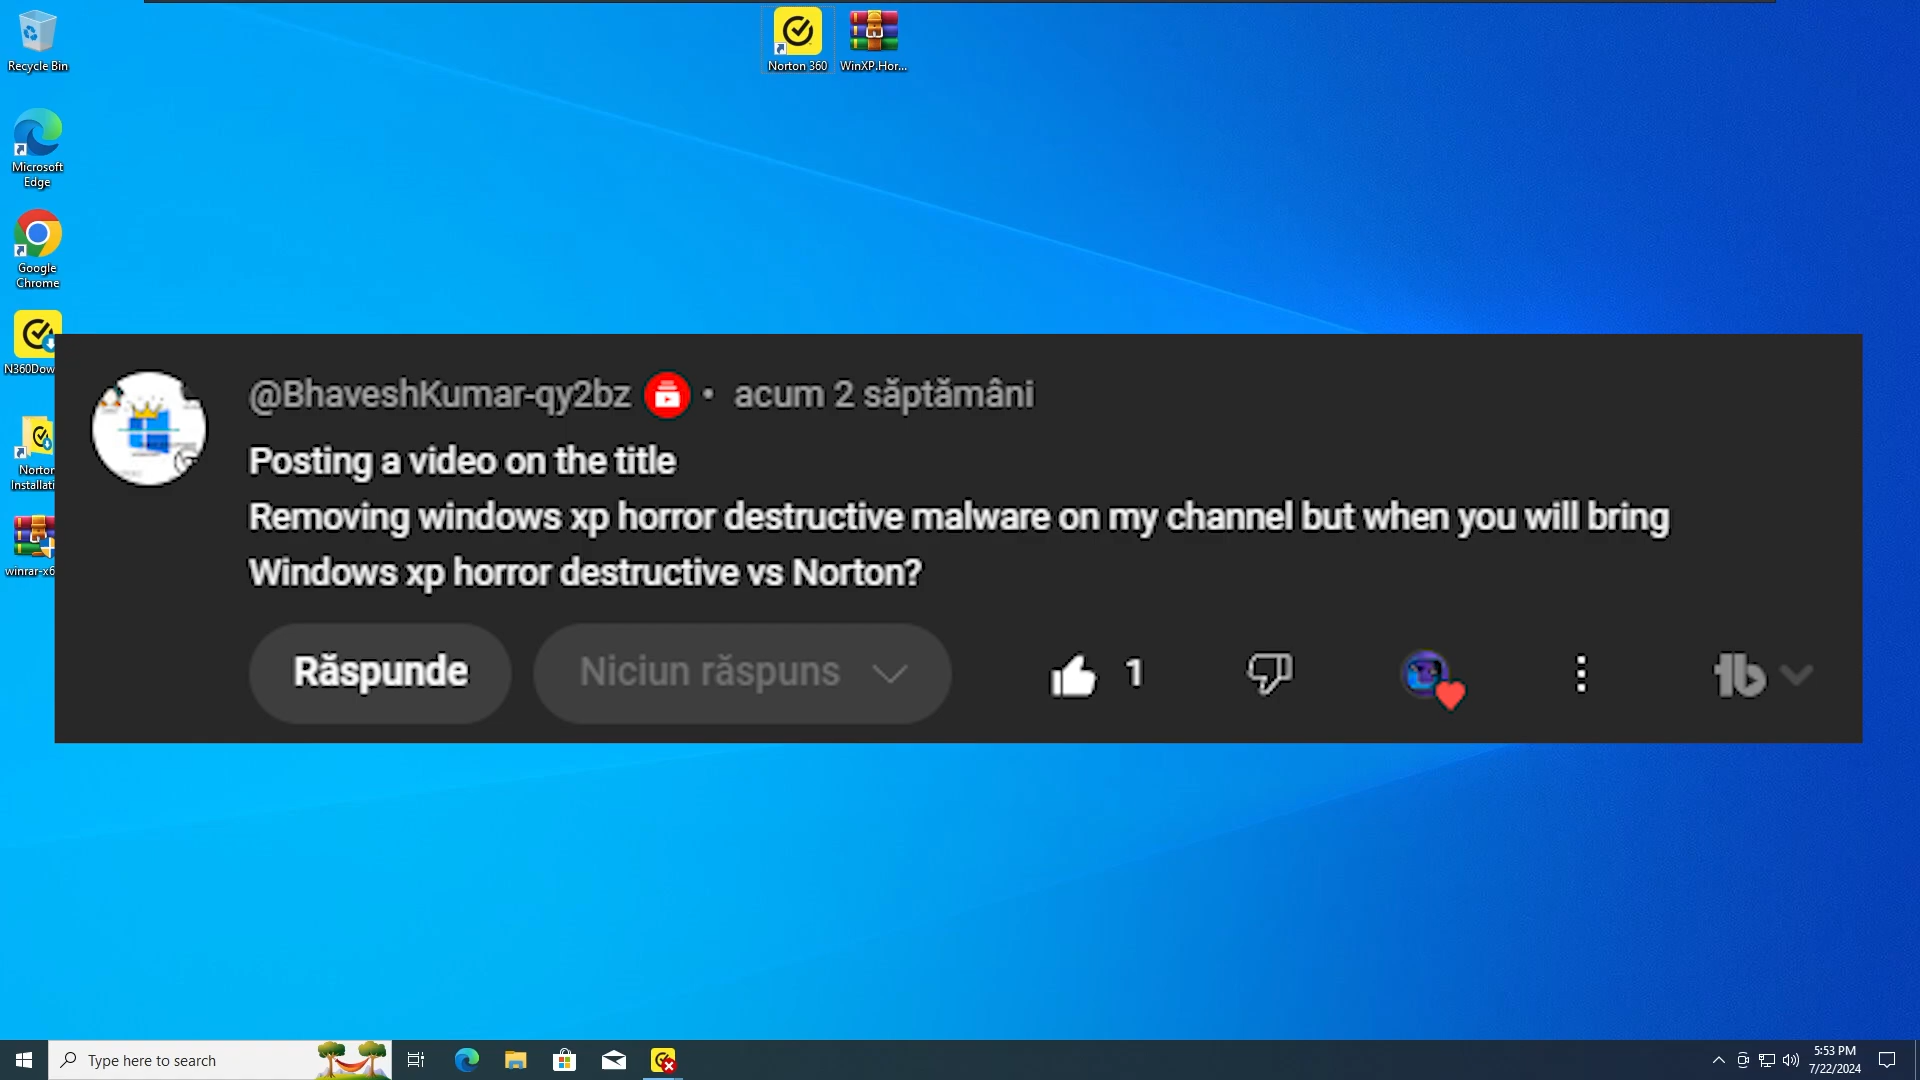 Recycle Bin
Norton 360
WinXP.Hor...
Microsoft
Edge
Google
Chrome
N360Dow
Norton
Installati
winrar-x6
@BhaveshKumar-qy2bz • acum 2 săptămâni
Posting a video on the title
Removing windows xp horror destructive malware on my channel but when you will bring
Windows xp horror destructive vs Norton?
Răspunde
Niciun răspuns
1
Type here to search
5:53 PM
7/22/2024